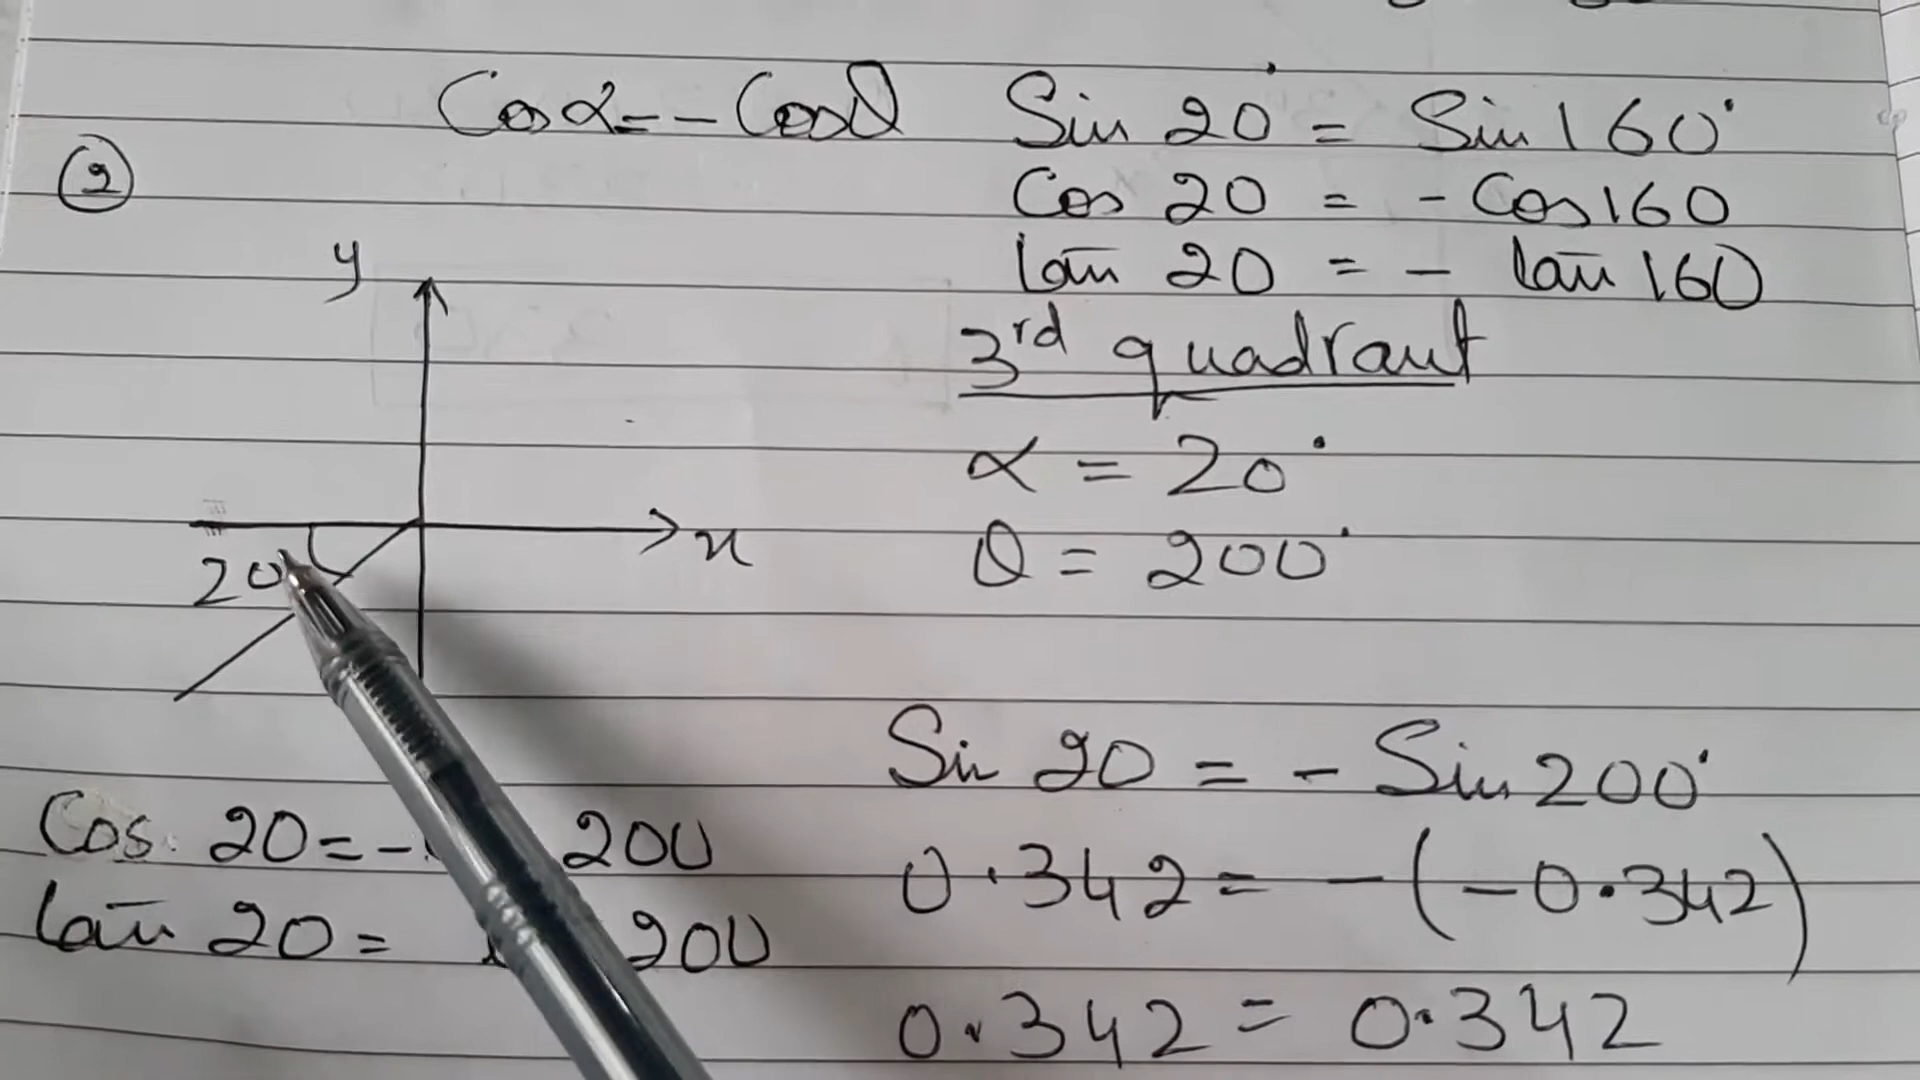 Cosα = - Cosθ
Sin 20° = Sin 160°
Cos 20 = - Cos 160
tan 20 = - tan 160
2
y
x
20
3rd quadrant
α = 20°
θ = 200°
Sin 20 = - Sin 200°
0.342 = -(-0.342)
0.342 = 0.342
Cos 20 = - 200
tan 20 = 200